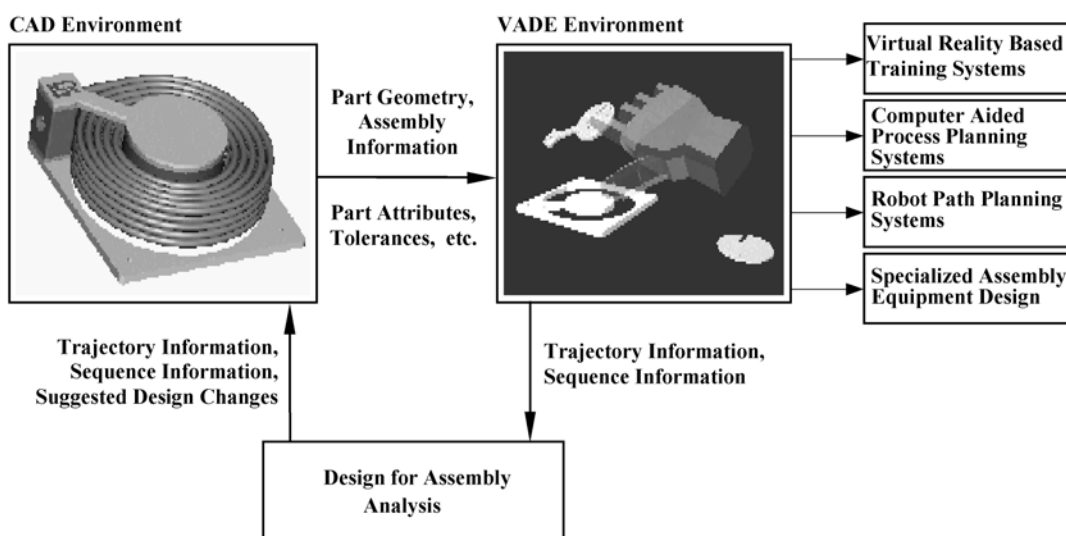 CAD Environment
VADE Environment
Part Geometry,
Assembly
Information
Part Attributes,
Tolerances, etc.
Virtual Reality Based
Training Systems
Computer Aided
Process Planning
Systems
Robot Path Planning
Systems
Specialized Assembly
Equipment Design
Trajectory Information,
Sequence Information,
Suggested Design Changes
Trajectory Information,
Sequence Information
Design for Assembly
Analysis